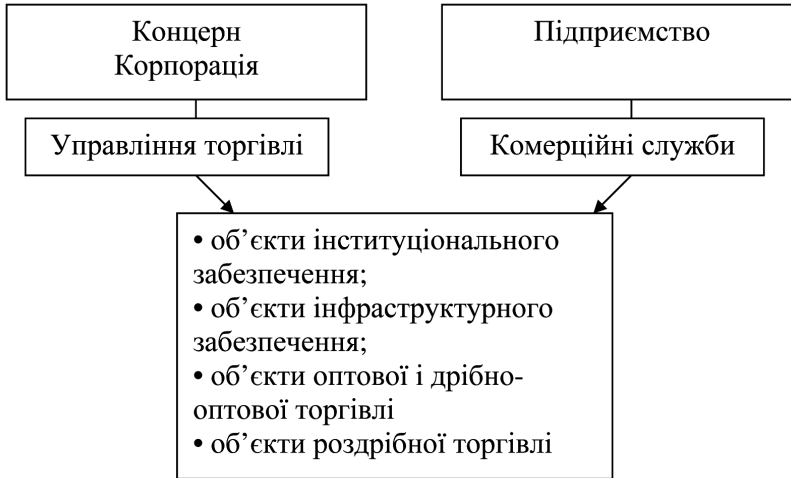 Концерн
Корпорація
Підприємство
Управління торгівлі
Комерційні служби
• об’єкти інституціонального
забезпечення;
• об’єкти інфраструктурного
забезпечення;
• об’єкти оптової і дрібно-
оптової торгівлі
• об’єкти роздрібної торгівлі